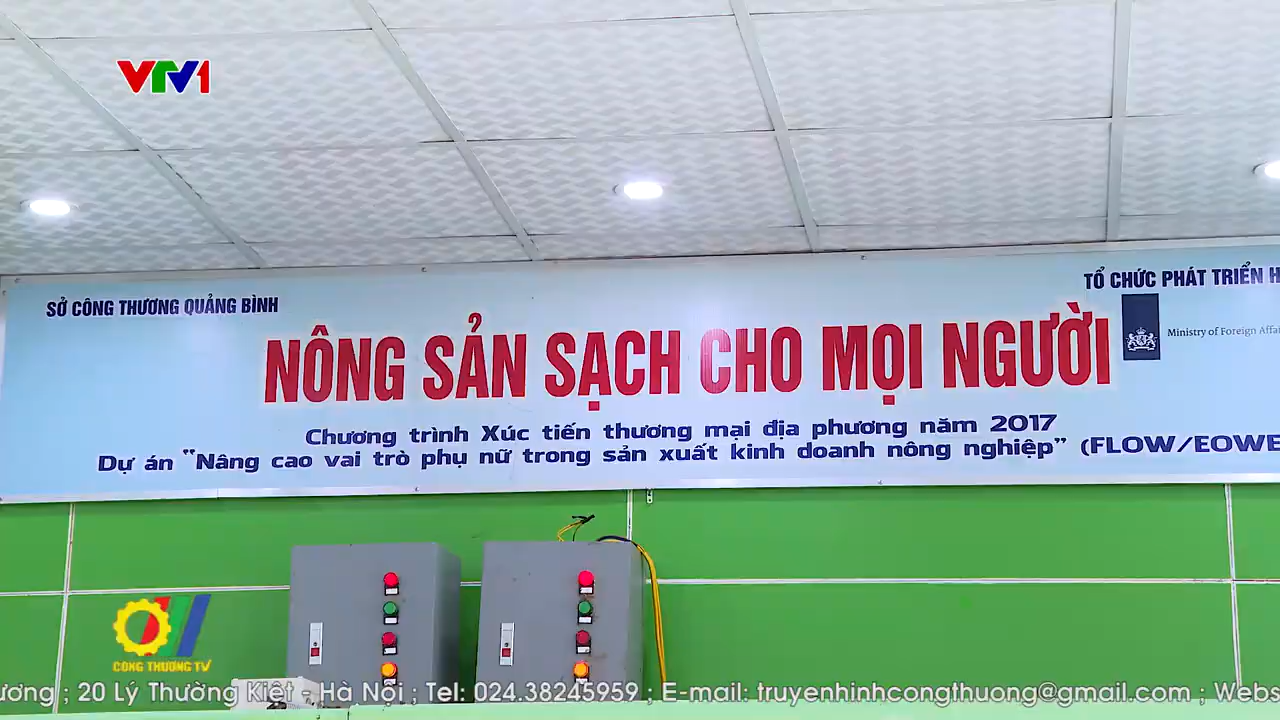 VTV1
SỞ CÔNG THƯƠNG QUẢNG BÌNH
TỔ CHỨC PHÁT TRIỂN
NÔNG SẢN SẠCH CHO MỌI NGƯỜI
Ministry of Foreign
Chương trình Xúc tiến thương mại địa phương năm 2017
Dự án "Nâng cao vai trò phụ nữ trong sản xuất kinh doanh nông nghiệp" (FLOW/EOWE
CÔNG THƯƠNG TV
ương ; 20 Lý Thường Kiệt - Hà Nội ; Tel: 024.38245959 ; E-mail: truyenhinhcongthuong@gmail.com ; Webs